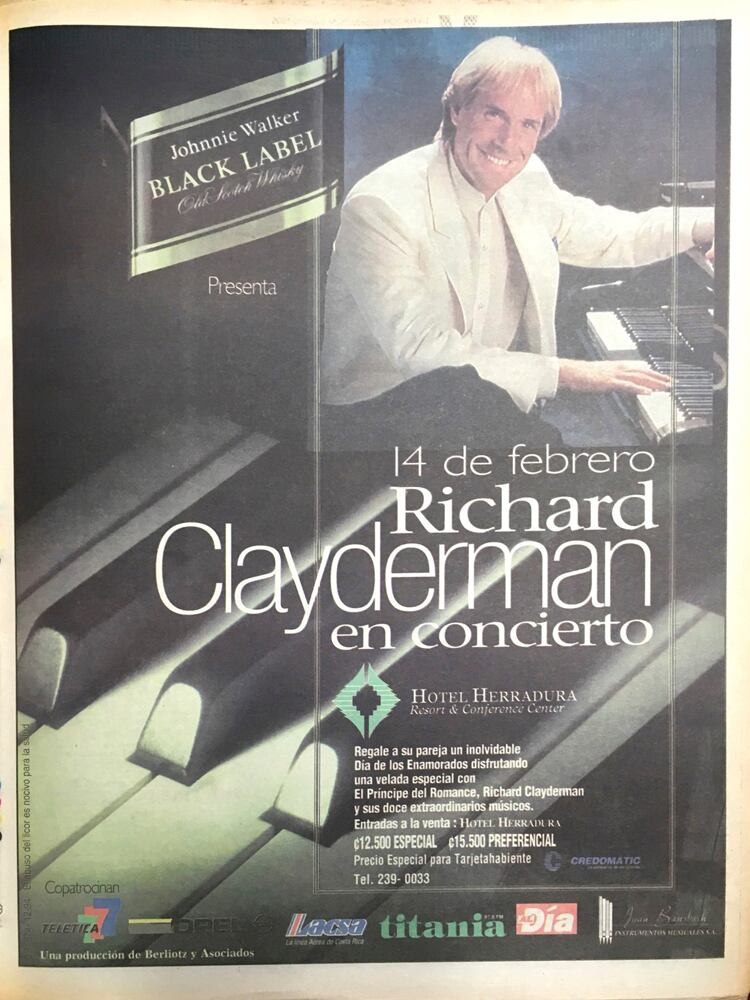 Johnnie Walker
BLACK LABEL
Old Scotch Whisky
Presenta
14 de febrero
Richard
Clayderman
en concierto
HOTEL HERRADURA
Resort & Conference Center
Regale a su pareja un inolvidable
Día de los Enamorados disfrutando
una velada especial con
El Príncipe del Romance, Richard Clayderman
y sus doce extraordinarios músicos.
Entradas a la venta : HOTEL HERRADURA
¢12.500 ESPECIAL ¢15.500 PREFERENCIAL
Precio Especial para Tarjetahabiente
CREDOMATIC
Tel. 239- 0033
del licor es nocivo para la salud
Copatrocinan
TELETICA 7
OPEL
Lacsa
La línea Aérea de Costa Rica
titania
AL Día
INSTRUMENTOS MUSICALES S.A.
Una producción de Berliotz y Asociados